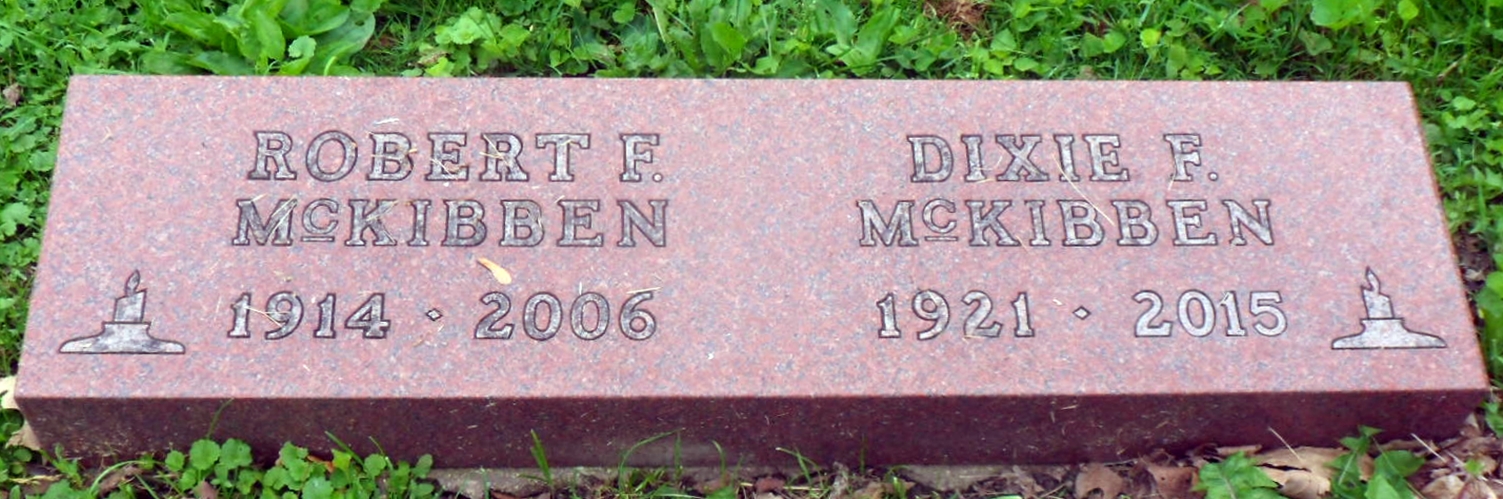 ROBERT F.
McKIBBEN
1914 · 2006
DIXIE F.
McKIBBEN
1921 · 2015